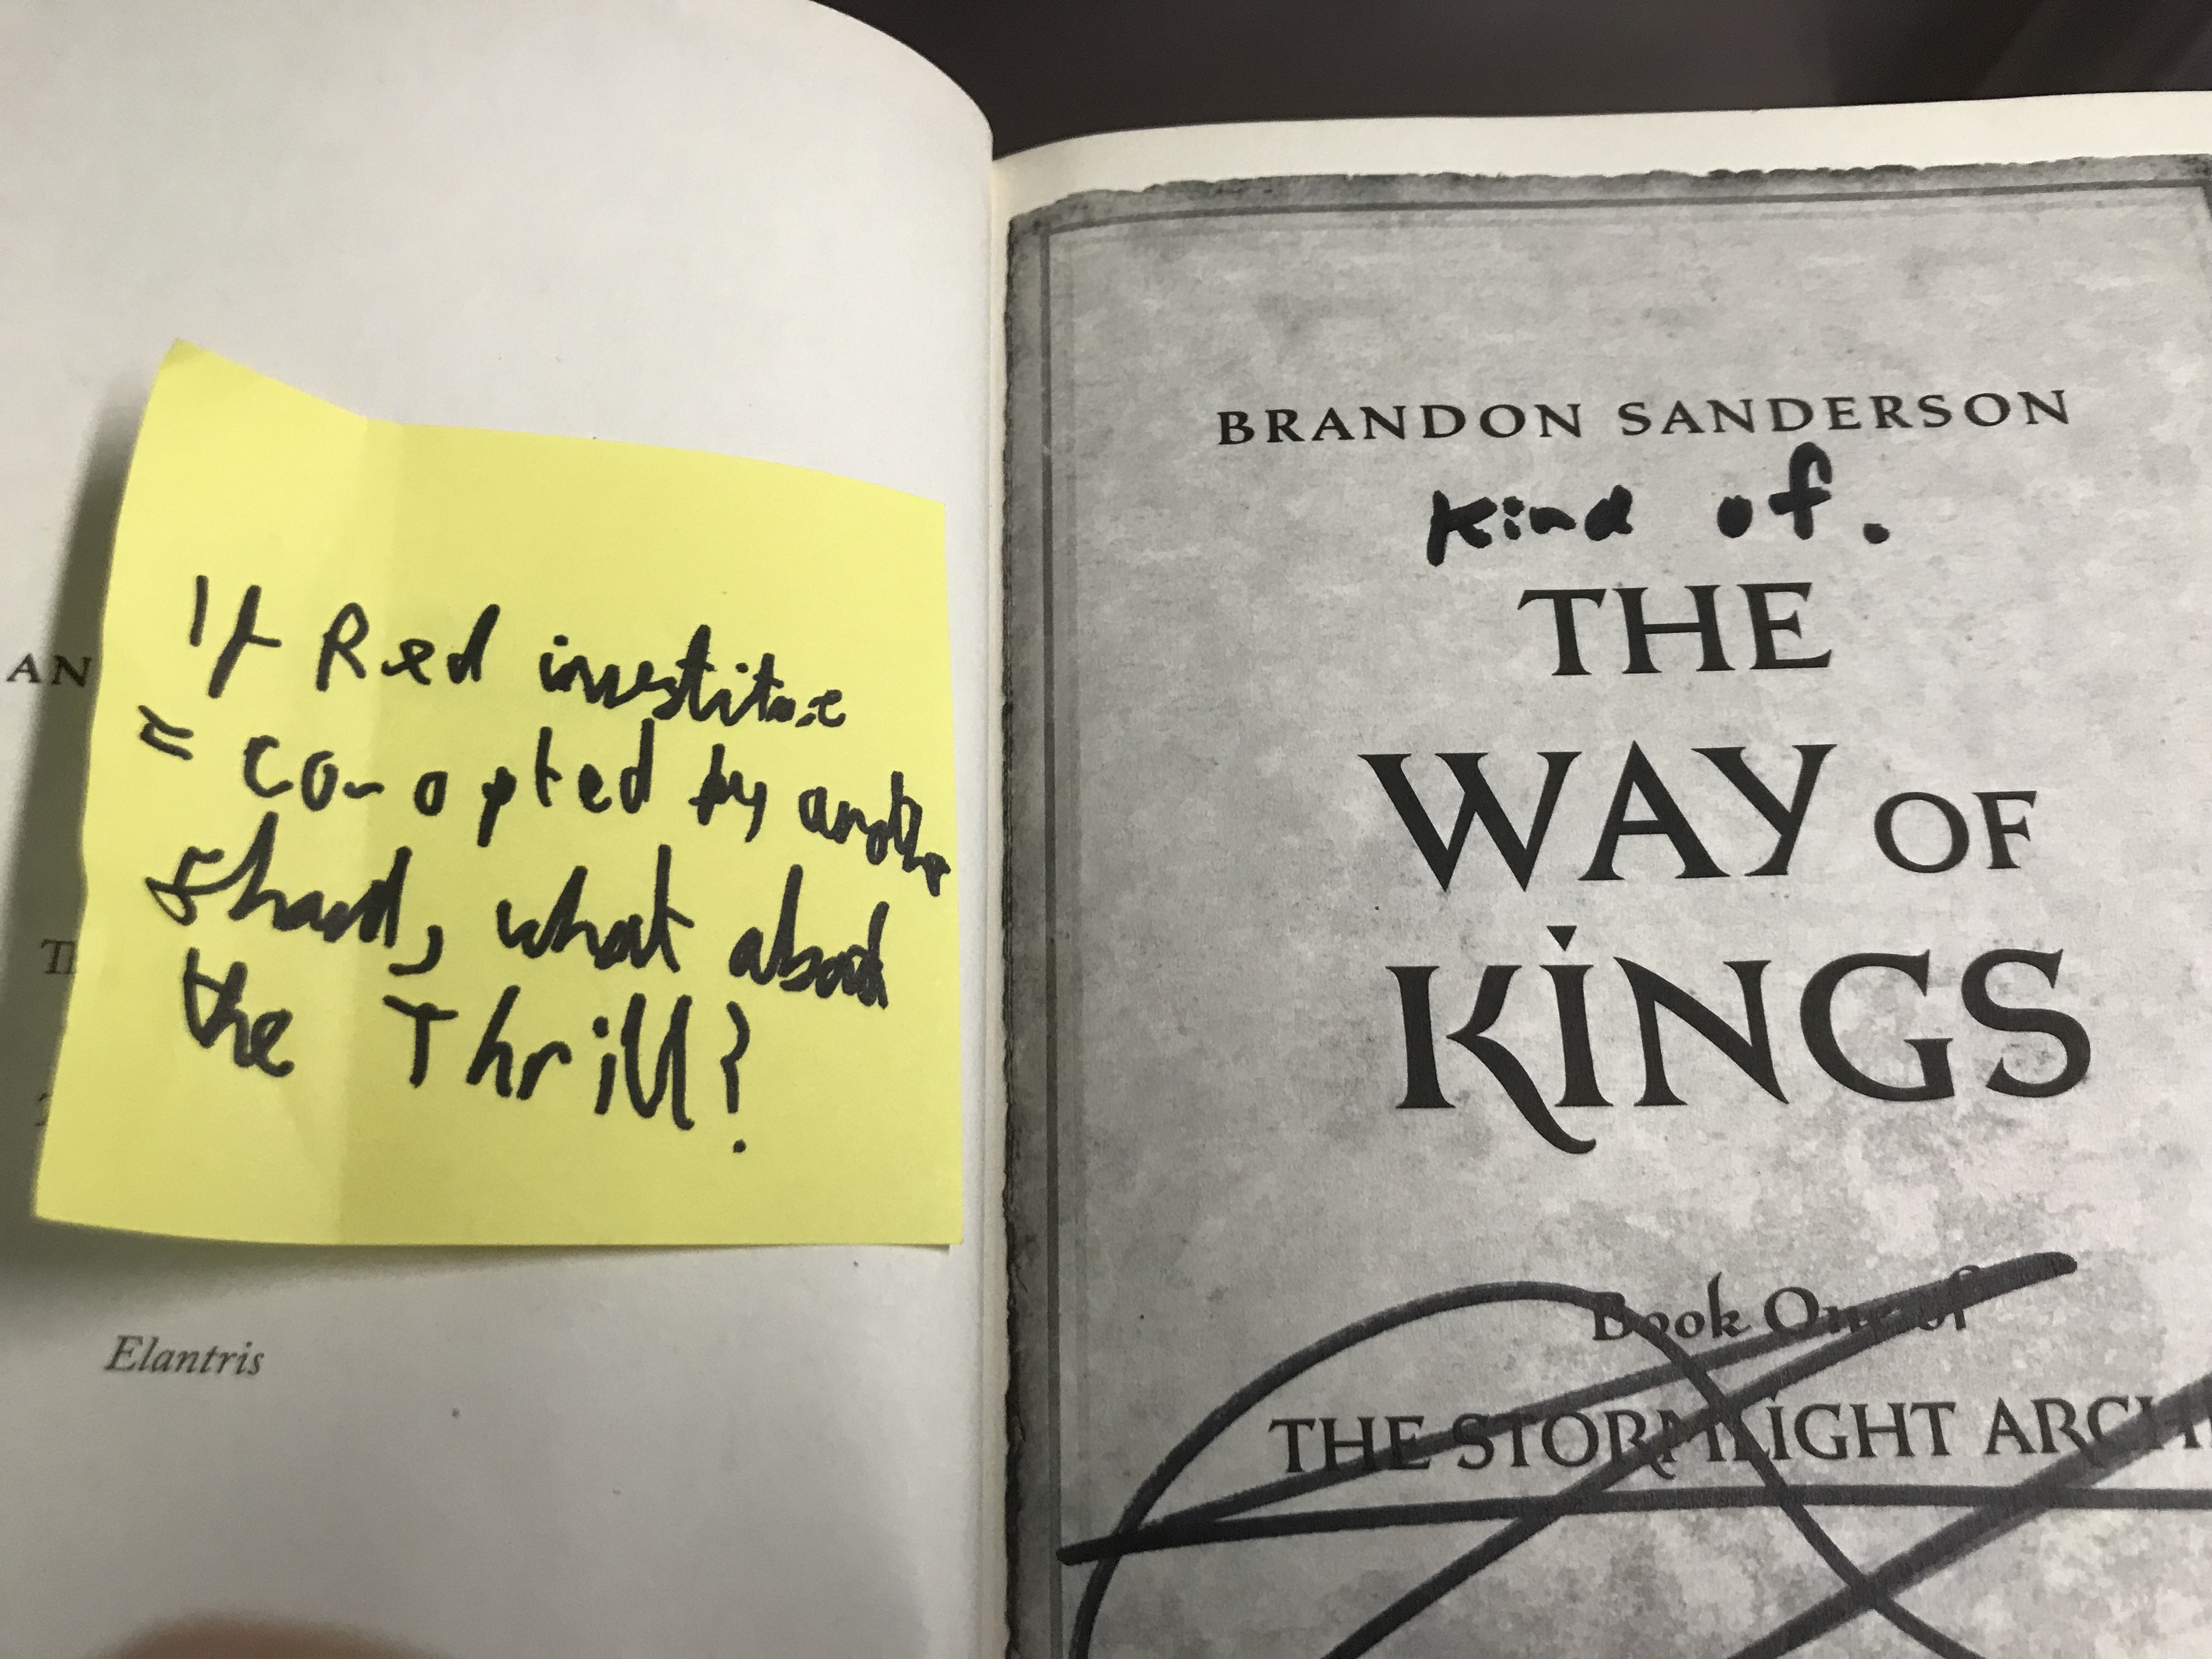 AN
If Red investiture
= co-opted by another
shard, what about
the Thrill?
Elantris
BRANDON SANDERSON
kind of.
THE
WAY OF
KINGS
Book One of
THE STORMLIGHT ARCHI